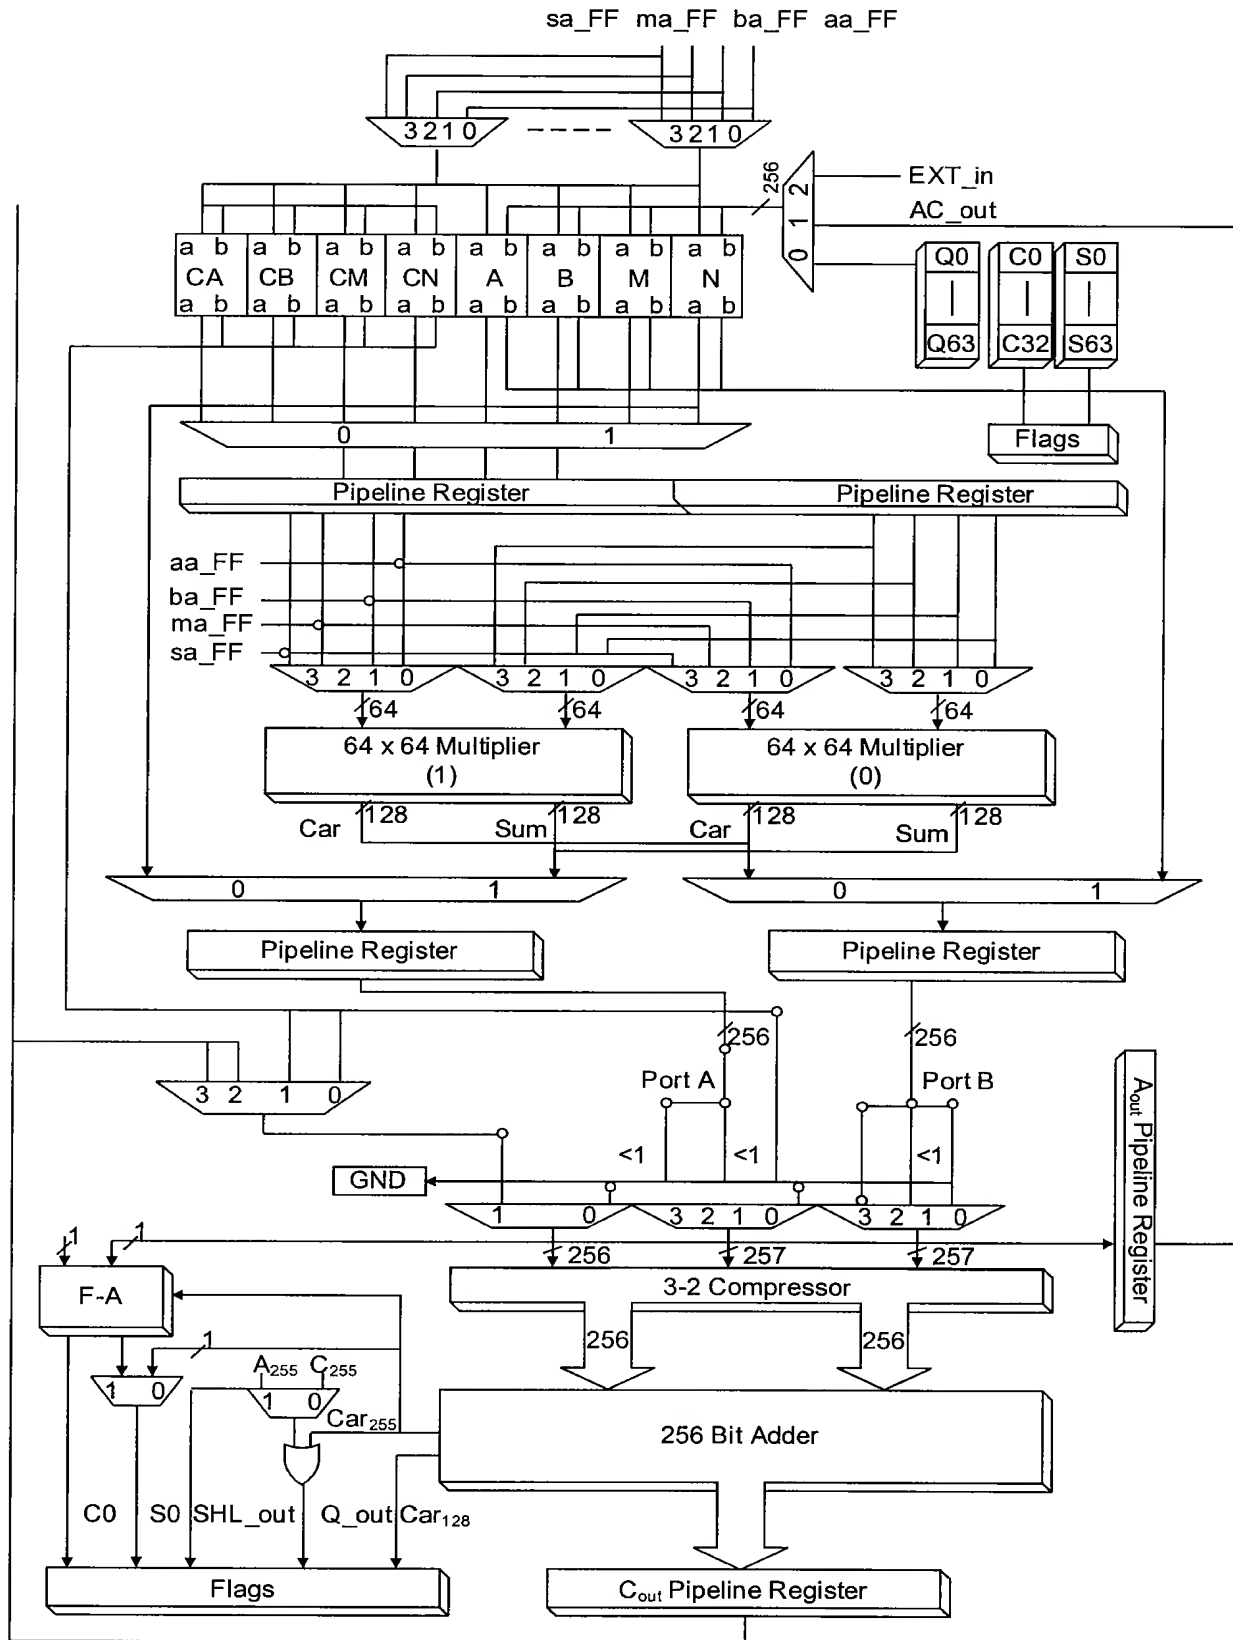 sa_FF ma_FF ba_FF aa_FF
3 2 1 0
3 2 1 0
256
2
1
0
EXT_in
AC_out
a b a b a b a b a b a b a b a b
CA CB CM CN A B M N
a b a b a b a b a b a b a b a b
Q0 C0 S0
Q63 C32 S63
Flags
0 1
Pipeline Register
Pipeline Register
aa_FF
ba_FF
ma_FF
sa_FF
3 2 1 0
3 2 1 0
3 2 1 0
3 2 1 0
64 64 64 64
64 x 64 Multiplier
(1)
64 x 64 Multiplier
(0)
128 128 128 128
Car Sum Car Sum
0 1
0 1
Pipeline Register
Pipeline Register
256 256
3 2 1 0
Port A
Port B
<1 <1 <1
GND
1 0
3 2 1 0
3 2 1 0
Aout Pipeline Register
1 1
256 257 257
F-A
3-2 Compressor
1
256 256
A255 C255
1 0
1 0
Car255
256 Bit Adder
C0 S0 SHL_out Q_out Car128
Flags
Cout Pipeline Register